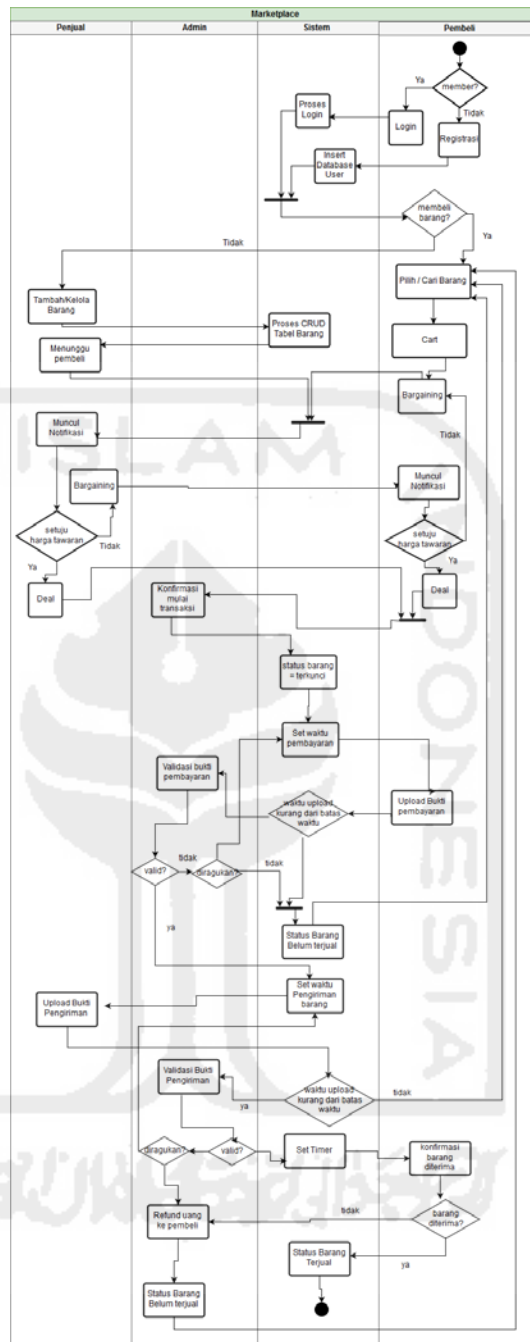 Marketplace
Penjual
Admin
Sistem
Pembeli
member?
Ya
Tidak
Proses
Login
Login
Registrasi
Insert
Database
User
membeli
barang?
Tidak
Ya
Pilih / Cari Barang
Tambah/Kelola
Barang
Proses CRUD
Tabel Barang
Cart
Menunggu
pembeli
Bargaining
Muncul
Notifikasi
Tidak
Bargaining
Muncul
Notifikasi
setuju
harga tawaran
Tidak
Ya
setuju
harga tawaran
Ya
Deal
Konfirmasi
mulai
transaksi
Deal
status barang
= terkunci
Set waktu
pembayaran
Validasi bukti
pembayaran
waktu upload
kurang dari batas
waktu
Upload Bukti
pembayaran
valid?
tidak
diragukan?
tidak
ya
Status Barang
Belum terjual
Set waktu
Pengiriman
barang
Upload Bukti
Pengiriman
Validasi Bukti
Pengiriman
ya
waktu upload
kurang dari batas
waktu
tidak
diragukan?
valid?
Set Timer
konfirmasi
barang
diterima
Refund uang
ke pembeli
tidak
barang
diterima?
Status Barang
Terjual
ya
Status Barang
Belum terjual
ISLAM
INDONESIA